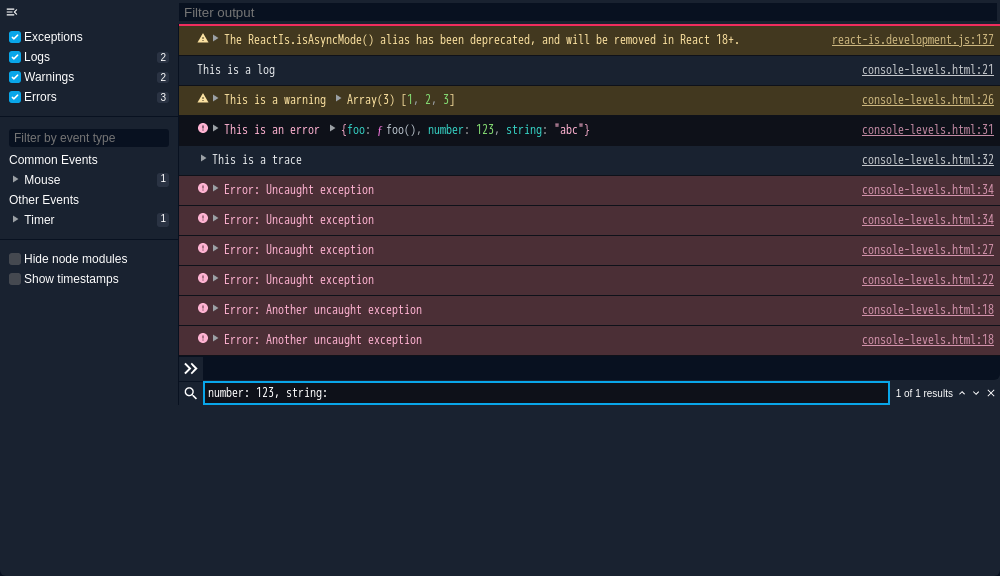 Filter output
Exceptions
Logs 2
Warnings 2
Errors 3
Filter by event type
Common Events
Mouse 1
Other Events
Timer 1
Hide node modules
Show timestamps
The ReactIs.isAsyncMode() alias has been deprecated, and will be removed in React 18+. react-is.development.js:137
This is a log console-levels.html:21
This is a warning Array(3) [1, 2, 3] console-levels.html:26
This is an error {foo: ƒ foo(), number: 123, string: "abc"} console-levels.html:31
This is a trace console-levels.html:32
Error: Uncaught exception console-levels.html:34
Error: Uncaught exception console-levels.html:34
Error: Uncaught exception console-levels.html:27
Error: Uncaught exception console-levels.html:22
Error: Another uncaught exception console-levels.html:18
Error: Another uncaught exception console-levels.html:18
number: 123, string: 1 of 1 results